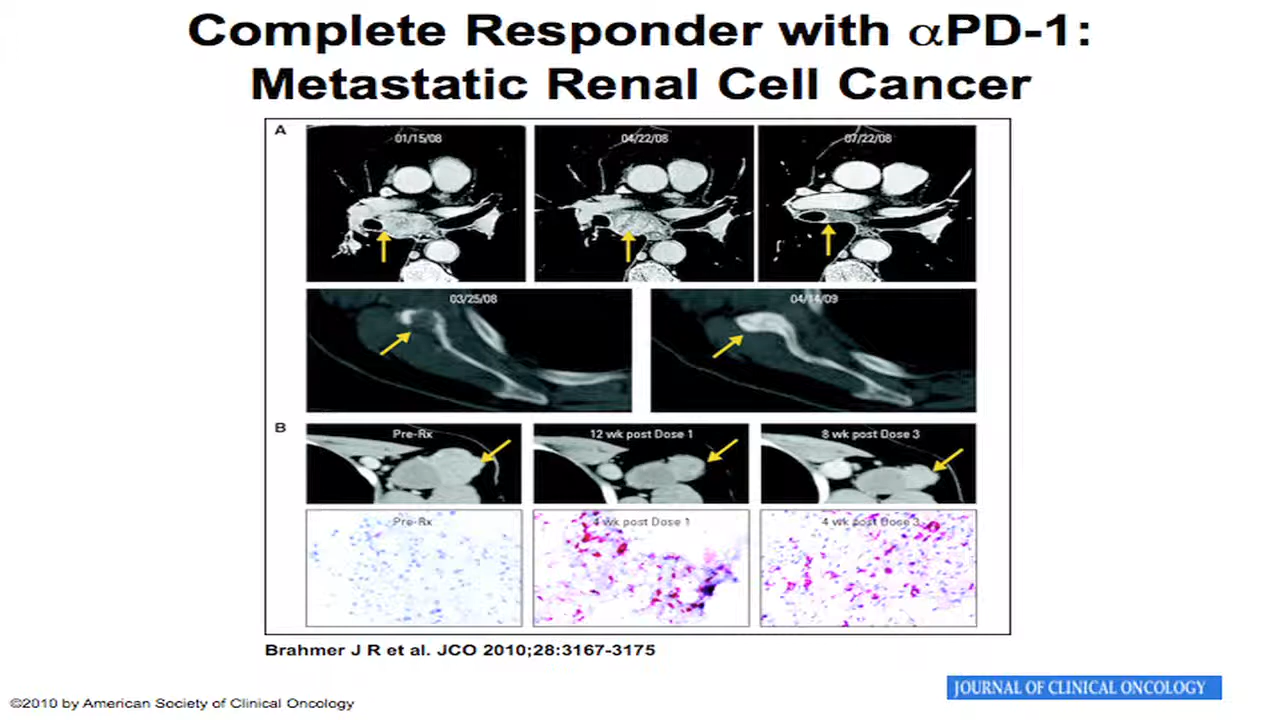 Complete Responder with αPD-1:
Metastatic Renal Cell Cancer
A
01/15/08
04/22/08
07/22/08
03/25/08
04/14/09
B
Pre-Rx
12 wk post Dose 1
8 wk post Dose 3
Pre-Rx
4 wk post Dose 1
4 wk post Dose 3
Brahmer J R et al. JCO 2010;28:3167-3175
JOURNAL OF CLINICAL ONCOLOGY
©2010 by American Society of Clinical Oncology